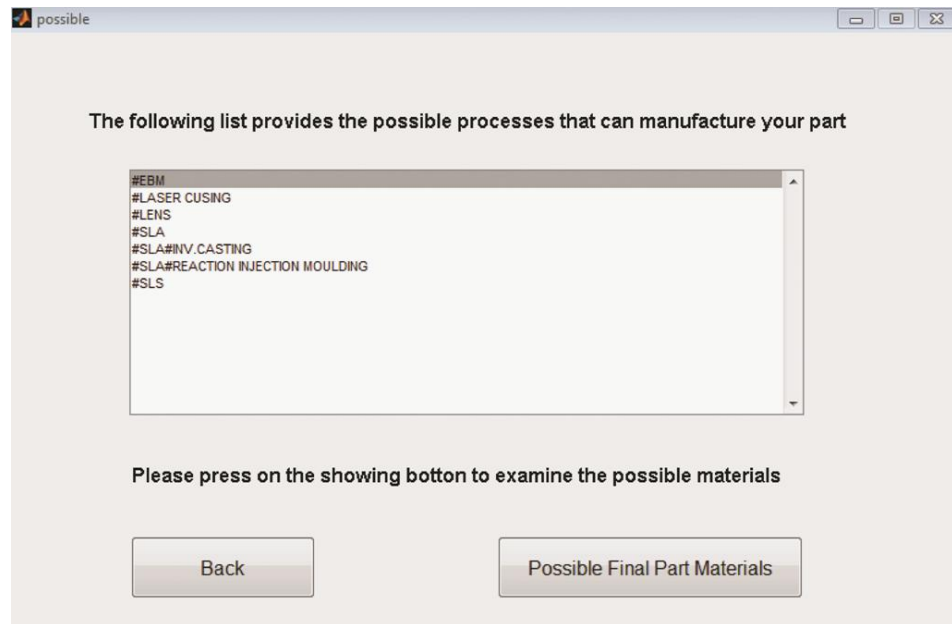 possible
The following list provides the possible processes that can manufacture your part
#EBM
#LASER CUSING
#LENS
#SLA
#SLA#INV.CASTING
#SLA#REACTION INJECTION MOULDING
#SLS
Please press on the showing botton to examine the possible materials
Back
Possible Final Part Materials